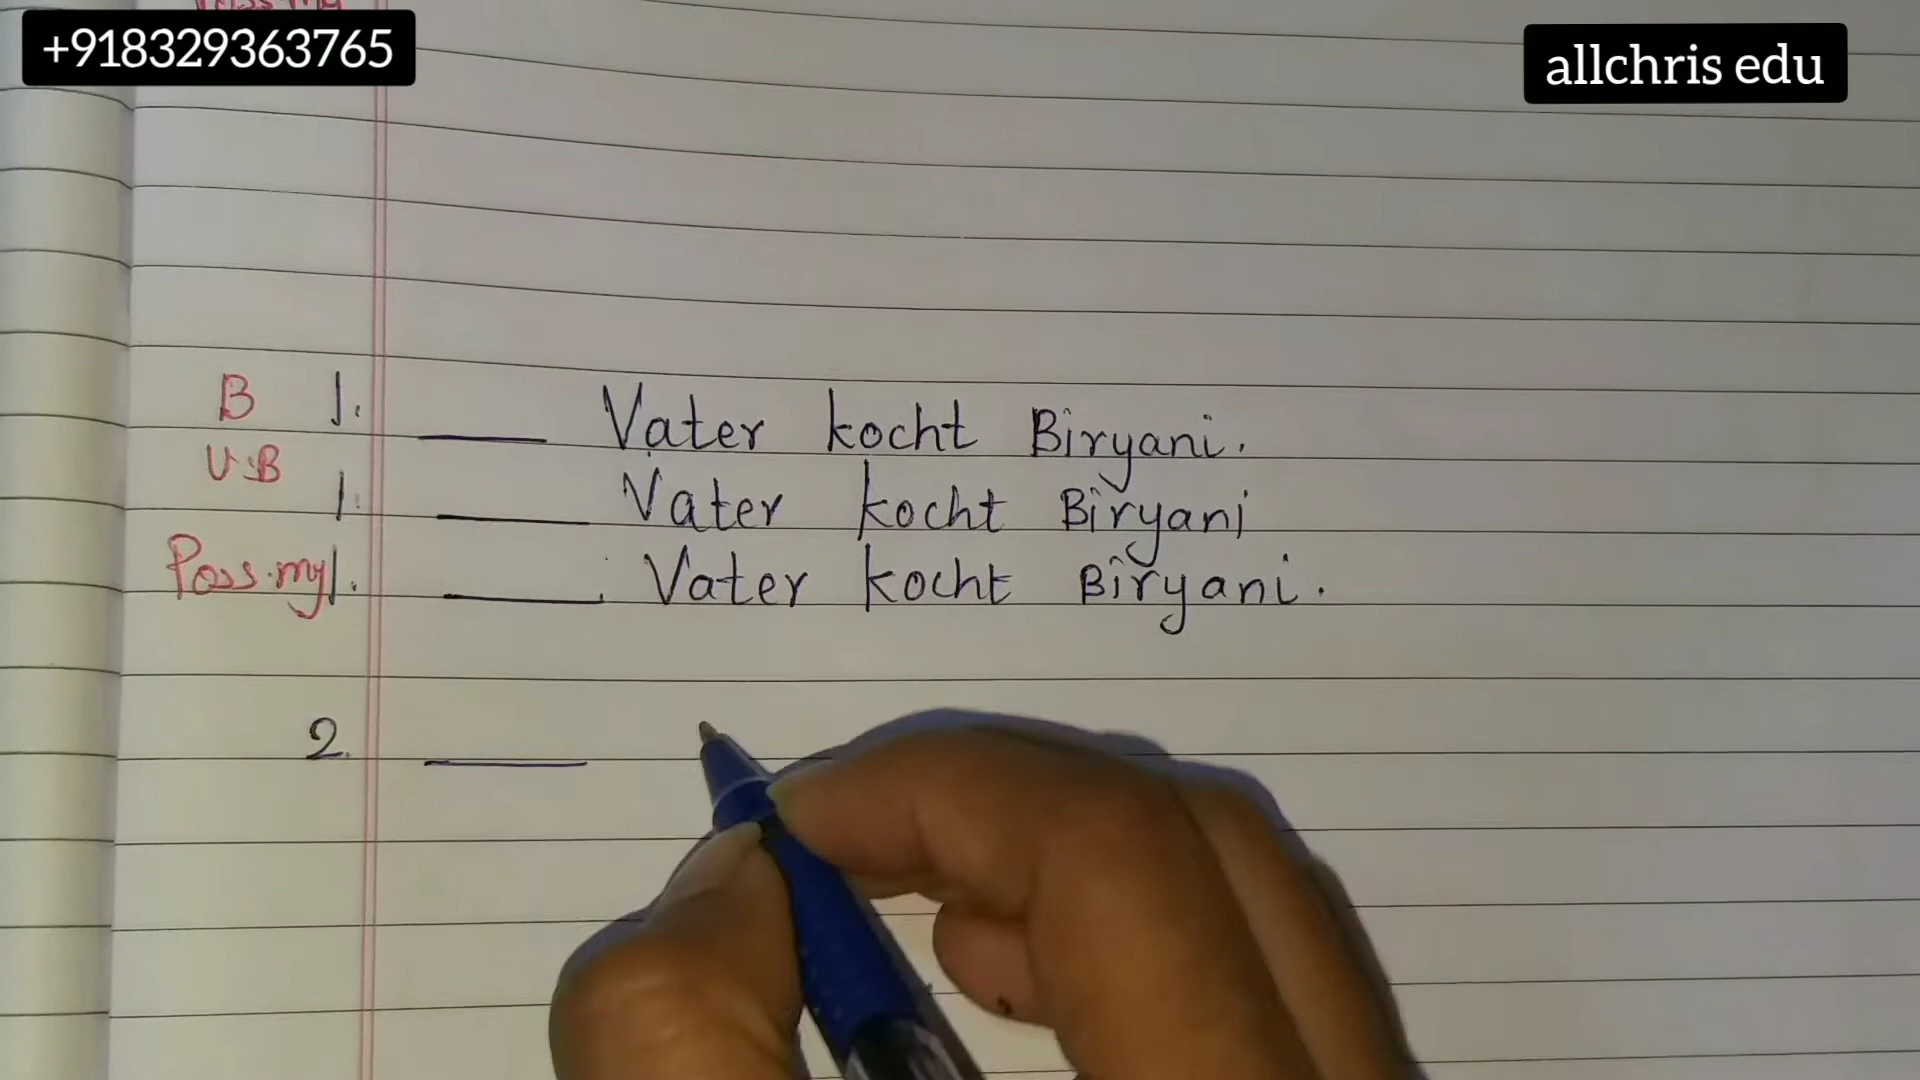 +918329363765
allchris edu
B 1. ____ Vater kocht Biryani.
U.B
1. ____ Vater kocht Biryani
Poss.my 1. ____ Vater kocht Biryani.
2. ____